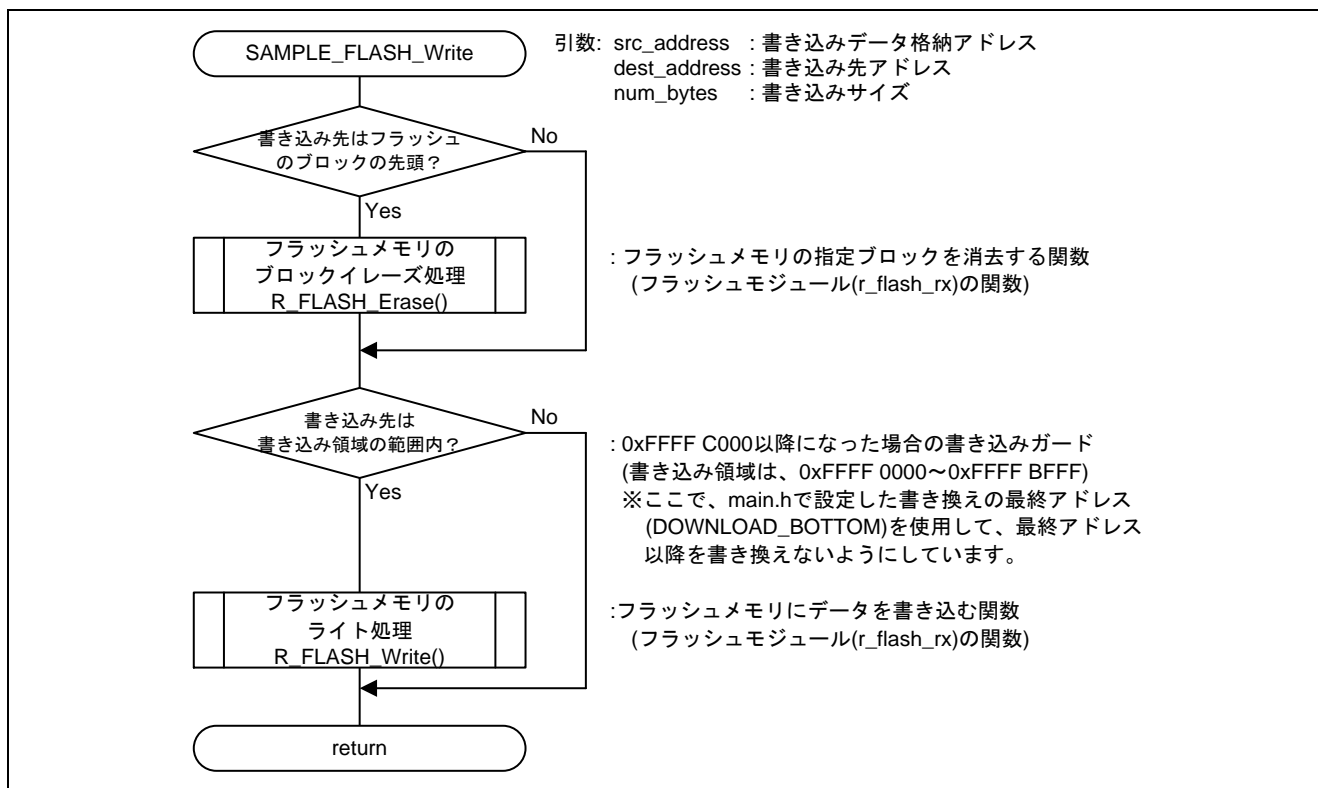 SAMPLE_FLASH_Write
引数: src_address : 書き込みデータ格納アドレス
dest_address : 書き込み先アドレス
num_bytes : 書き込みサイズ
書き込み先はフラッシュ
のブロックの先頭？
No
Yes
フラッシュメモリの
ブロックイレーズ処理
R_FLASH_Erase()
: フラッシュメモリの指定ブロックを消去する関数
(フラッシュモジュール(r_flash_rx)の関数)
書き込み先は
書き込み領域の範囲内？
No
Yes
: 0xFFFF C000以降になった場合の書き込みガード
(書き込み領域は、0xFFFF 0000～0xFFFF BFFF)
※ここで、main.hで設定した書き換えの最終アドレス
(DOWNLOAD_BOTTOM)を使用して、最終アドレス
以降を書き換えないようにしています。
フラッシュメモリの
ライト処理
R_FLASH_Write()
:フラッシュメモリにデータを書き込む関数
(フラッシュモジュール(r_flash_rx)の関数)
return